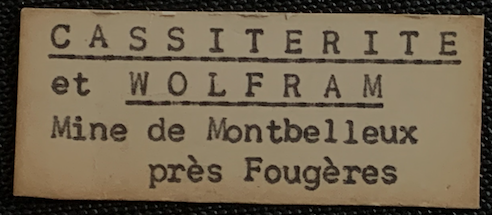 CASSITERITE
et WOLFRAM
Mine de Montbelleux
près Fougères